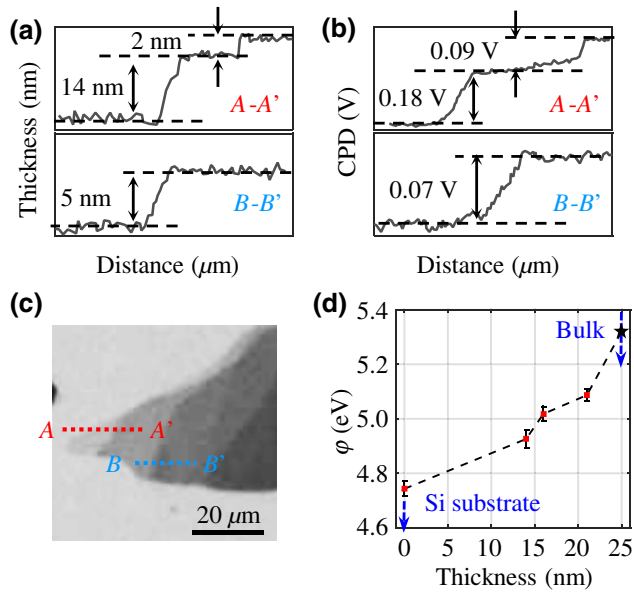 (a)
(b)
2 nm
14 nm
A-A’
5 nm
B-B’
Thickness (nm)
Distance (μm)
0.09 V
0.18 V
A-A’
0.07 V
B-B’
CPD (V)
Distance (μm)
(c)
A
A’
B
B’
20 μm
(d)
5.4
5.2
5.0
4.8
4.6
φ (eV)
Bulk
Si substrate
0 5 10 15 20 25
Thickness (nm)